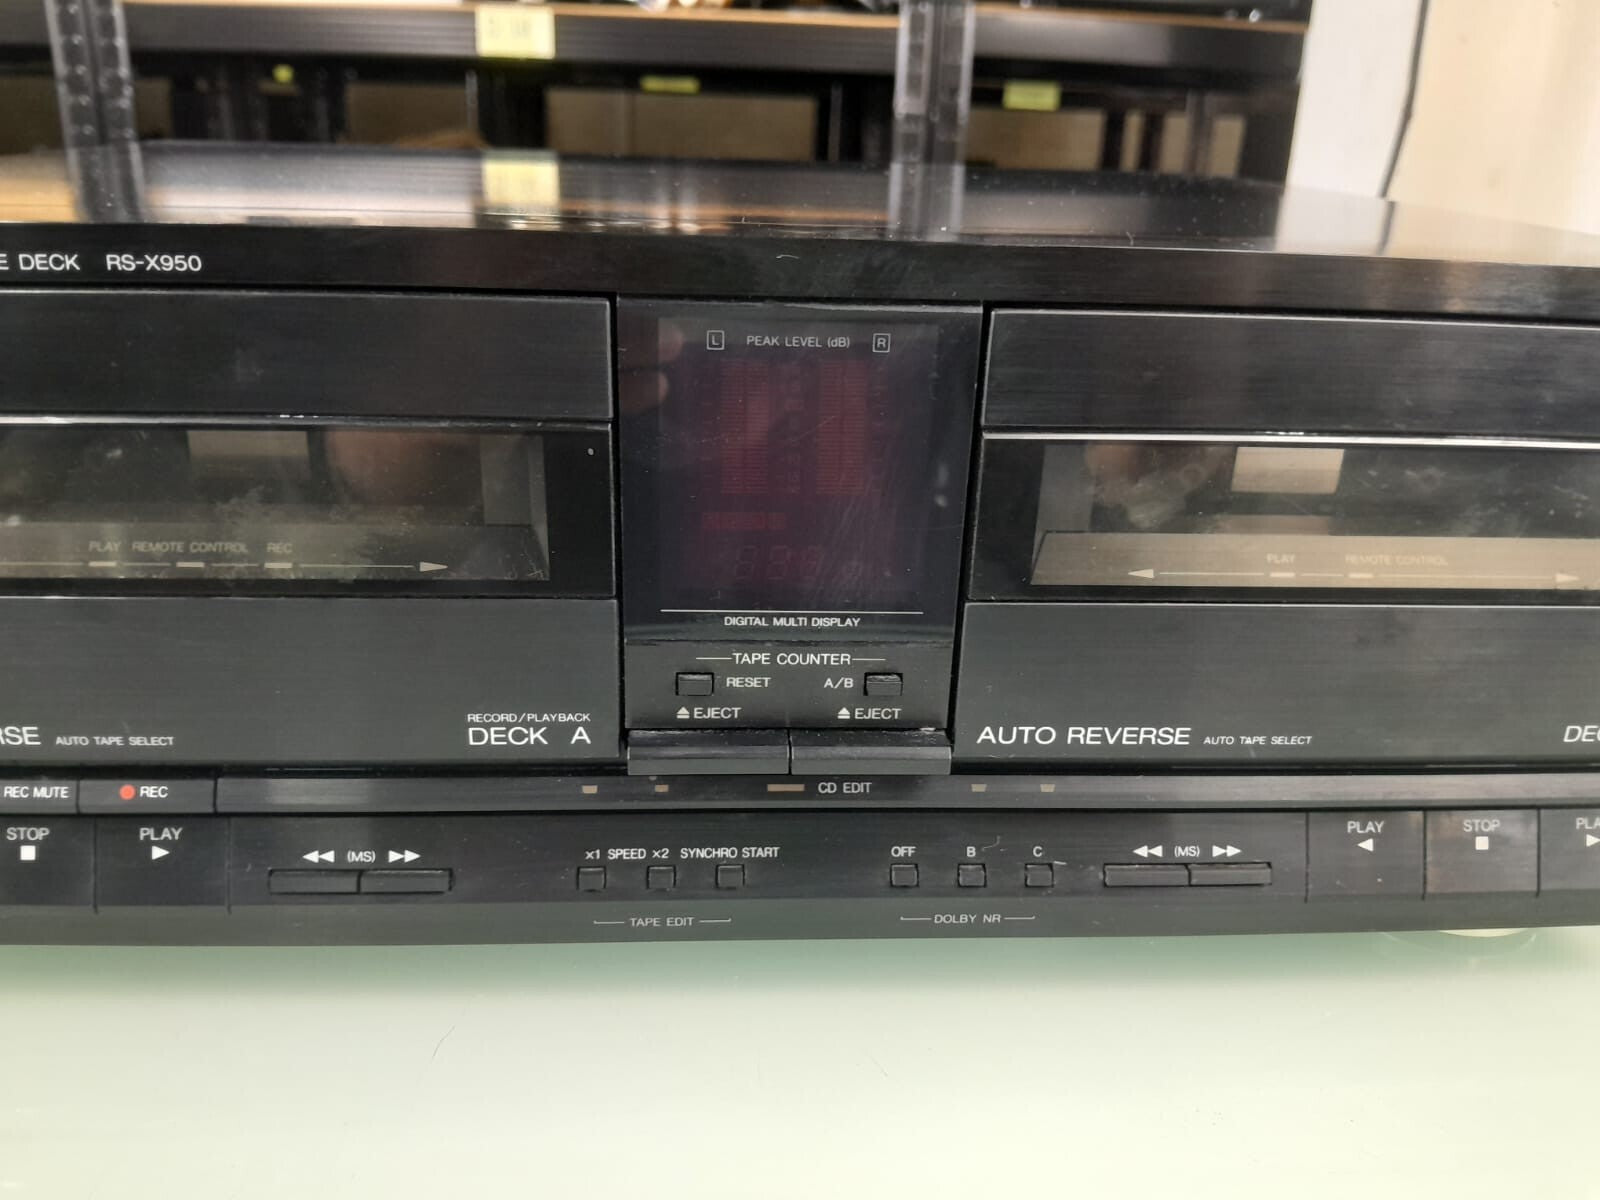 E DECK RS-X950
L PEAK LEVEL (dB) R
PLAY REMOTE CONTROL REC
PLAY REMOTE CONTROL
DIGITAL MULTI DISPLAY
TAPE COUNTER
RESET A/B
EJECT EJECT
RSE AUTO TAPE SELECT
RECORD/PLAYBACK
DECK A
AUTO REVERSE AUTO TAPE SELECT
DEC
REC MUTE REC
CD EDIT
STOP PLAY
(MS)
x1 SPEED x2 SYNCHRO START
TAPE EDIT
OFF B C
DOLBY NR
(MS)
PLAY STOP PLA